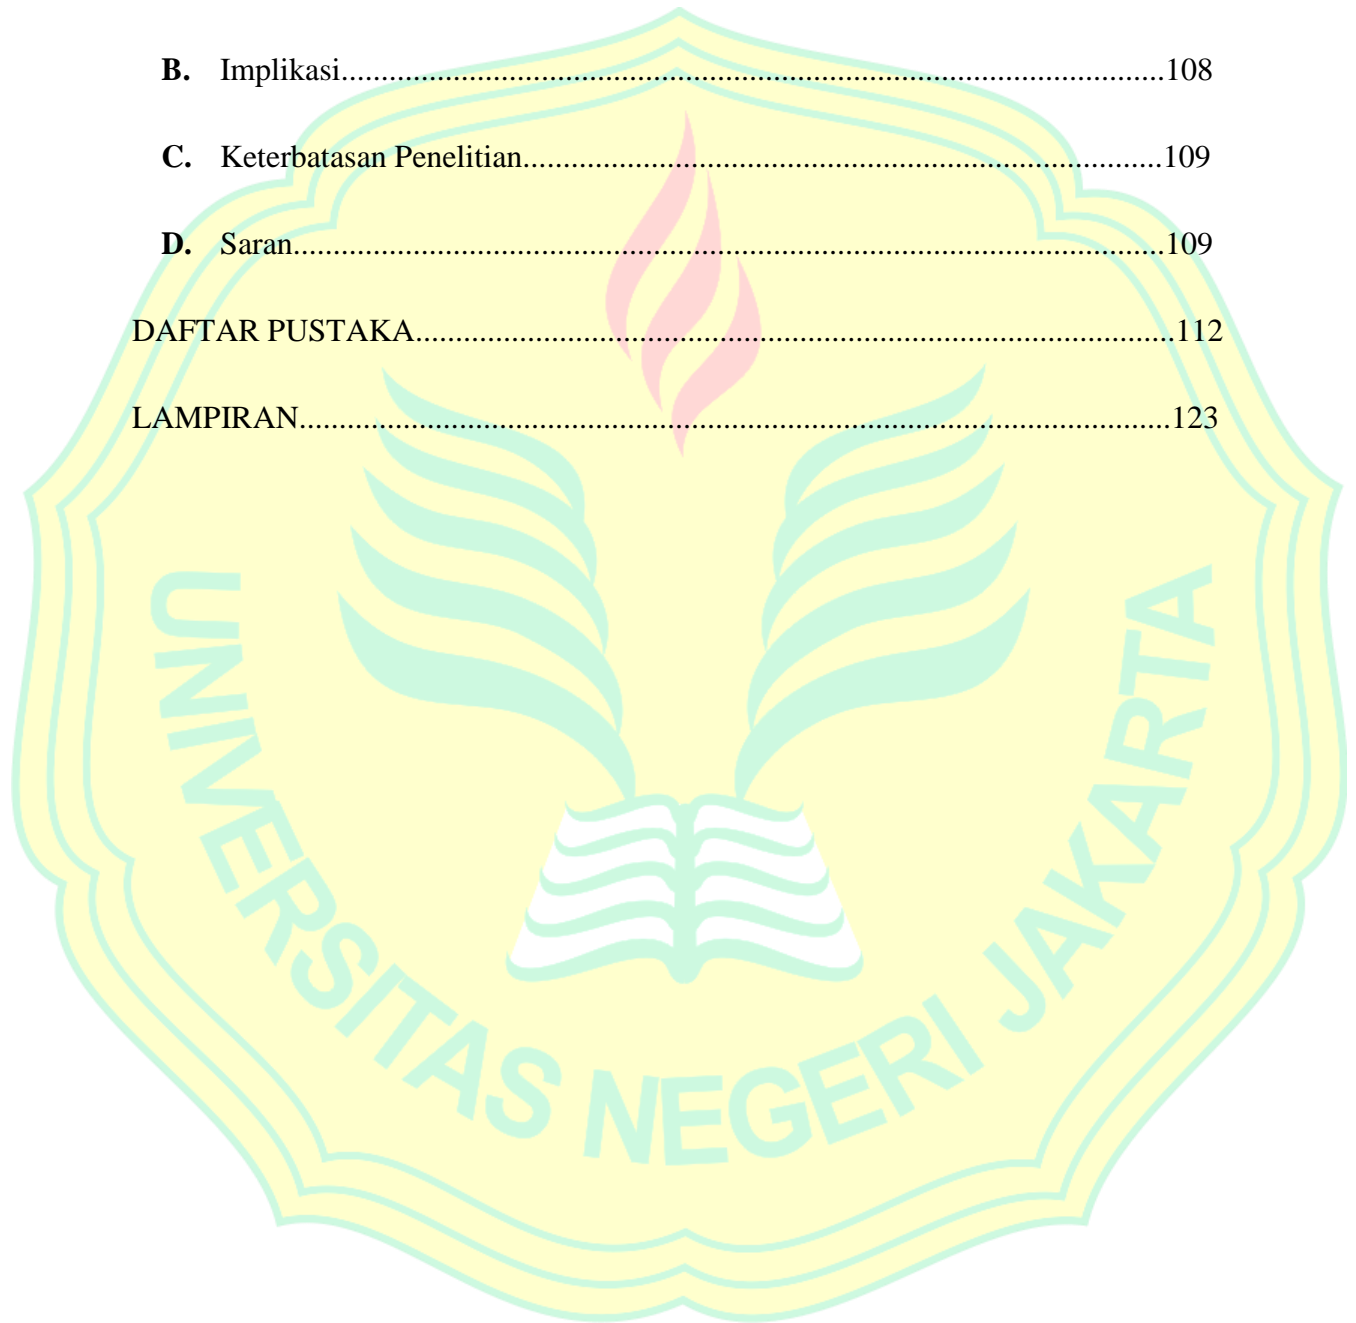 B. Implikasi.......................................................................................................108
C. Keterbatasan Penelitian................................................................................109
D. Saran.............................................................................................................109
DAFTAR PUSTAKA...............................................................................................112
LAMPIRAN.............................................................................................................123
UNIVERSITAS NEGERI JAKARTA